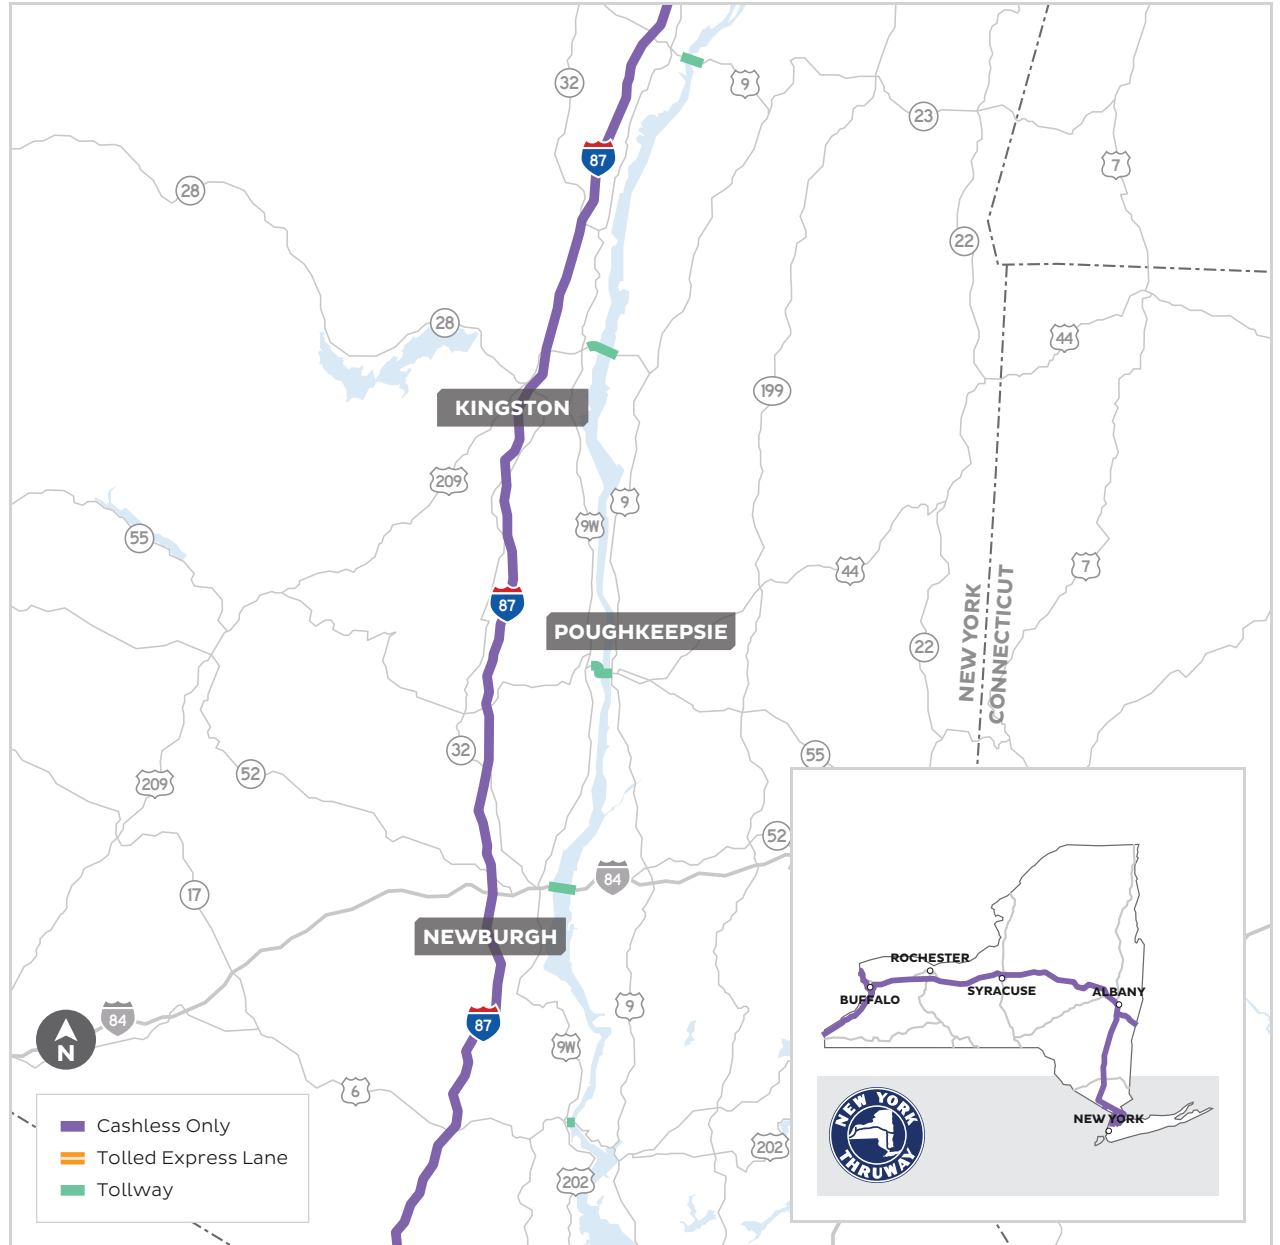 32
9
23
87
7
28
22
28
44
199
KINGSTON
209
9
9W
55
44
7
87
NEW YORK
CONNECTICUT
POUGHKEEPSIE
22
32
55
52
209
52
84
17
NEWBURGH
ROCHESTER
SYRACUSE
ALBANY
BUFFALO
9
84
87
N
9W
6
NEW YORK
NEW YORK
THRUWAY
202
202
Cashless Only
Tolled Express Lane
Tollway